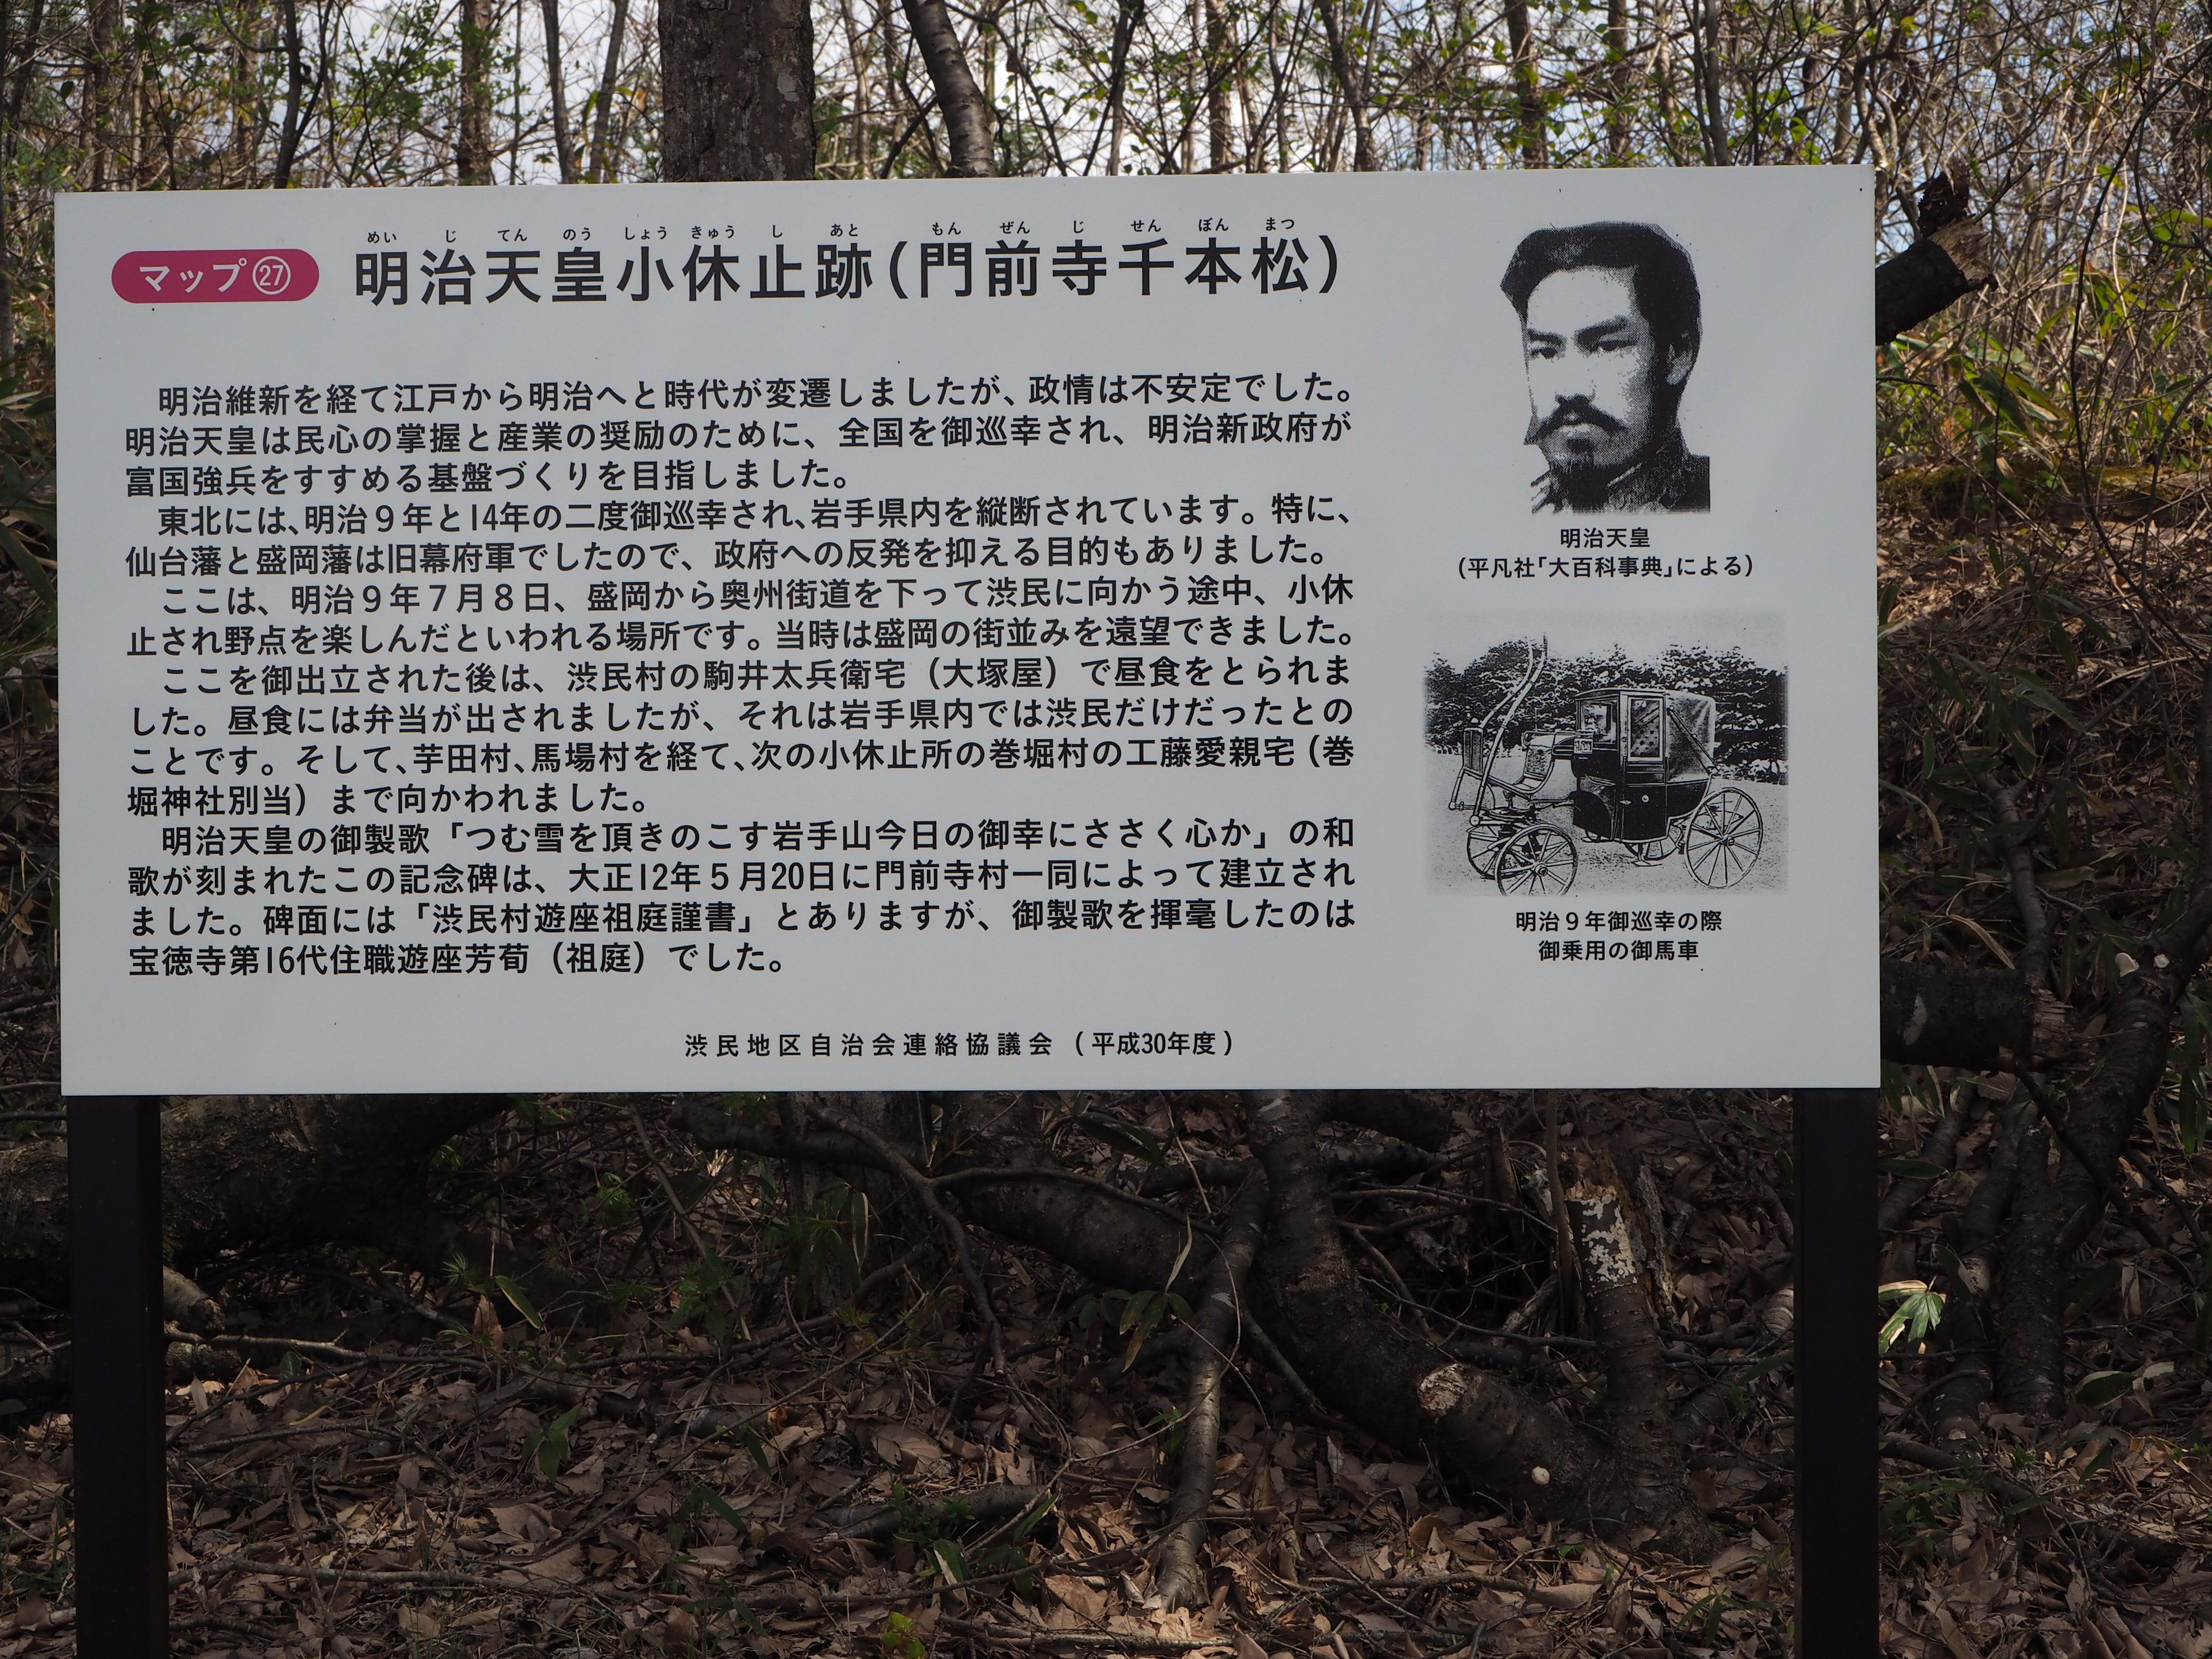 マップ㉗
めいじてんのうしょうきゅうしあと もんぜんじせんぼんまつ
明治天皇小休止跡(門前寺千本松)
明治維新を経て江戸から明治へと時代が変遷しましたが、政情は不安定でした。
明治天皇は民心の掌握と産業の奨励のために、全国を御巡幸され、明治新政府が
富国強兵をすすめる基盤づくりを目指しました。
東北には、明治9年と14年の二度御巡幸され、岩手県内を縦断されています。特に、
仙台藩と盛岡藩は旧幕府軍でしたので、政府への反発を抑える目的もありました。
ここは、明治9年7月8日、盛岡から奥州街道を下って渋民に向かう途中、小休
止され野点を楽しんだといわれる場所です。当時は盛岡の街並みを遠望できました。
ここを御出立された後は、渋民村の駒井太兵衛宅(大塚屋)で昼食をとられま
した。昼食には弁当が出されましたが、それは岩手県内では渋民だけだったとの
ことです。そして、芋田村、馬場村を経て、次の小休止所の巻堀村の工藤愛親宅(巻
堀神社別当)まで向かわれました。
明治天皇の御製歌「つむ雪を頂きのこす岩手山今日の御幸にささく心か」の和
歌が刻まれたこの記念碑は、大正12年5月20日に門前寺村一同によって建立され
ました。碑面には「渋民村遊座祖庭謹書」とありますが、御製歌を揮毫したのは
宝徳寺第16代住職遊座芳荀(祖庭)でした。
渋民地区自治会連絡協議会(平成30年度)
明治天皇
(平凡社「大百科事典」による)
明治9年御巡幸の際
御乗用の御馬車